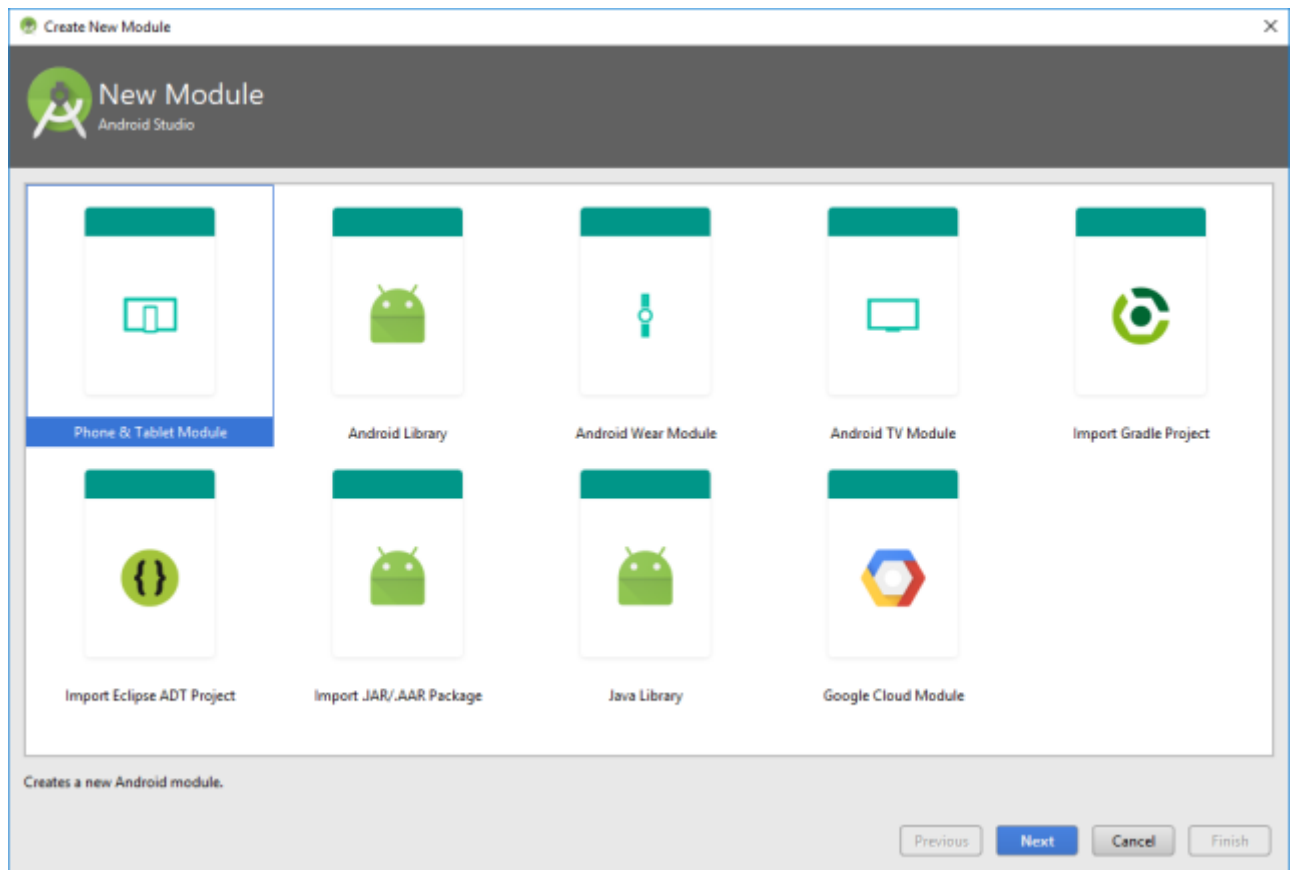 Create New Module
New Module
Android Studio
Phone & Tablet Module
Android Library
Android Wear Module
Android TV Module
Import Gradle Project
Import Eclipse ADT Project
Import .JAR/.AAR Package
Java Library
Google Cloud Module
Creates a new Android module.
Previous
Next
Cancel
Finish